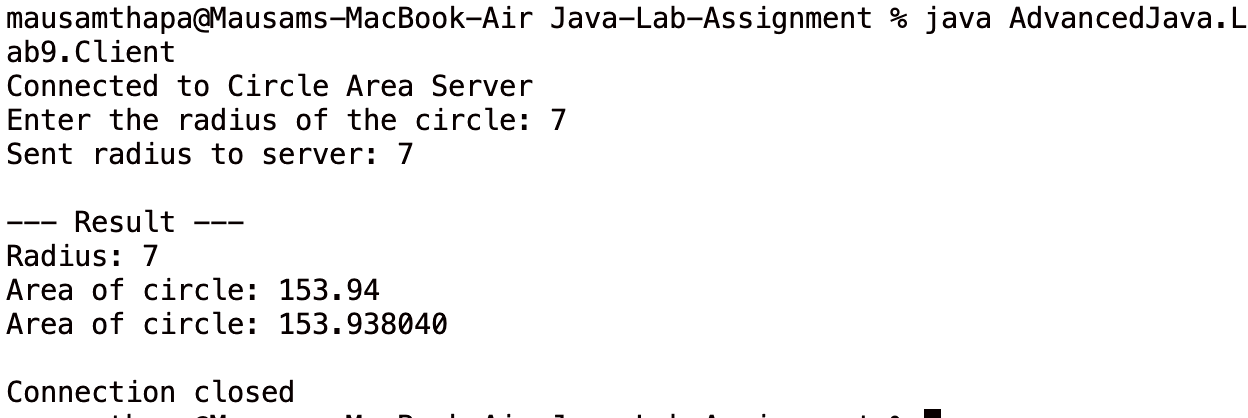 mausamthapa@Mausams-MacBook-Air Java-Lab-Assignment % java AdvancedJava.L
ab9.Client
Connected to Circle Area Server
Enter the radius of the circle: 7
Sent radius to server: 7

--- Result ---
Radius: 7
Area of circle: 153.94
Area of circle: 153.938040

Connection closed